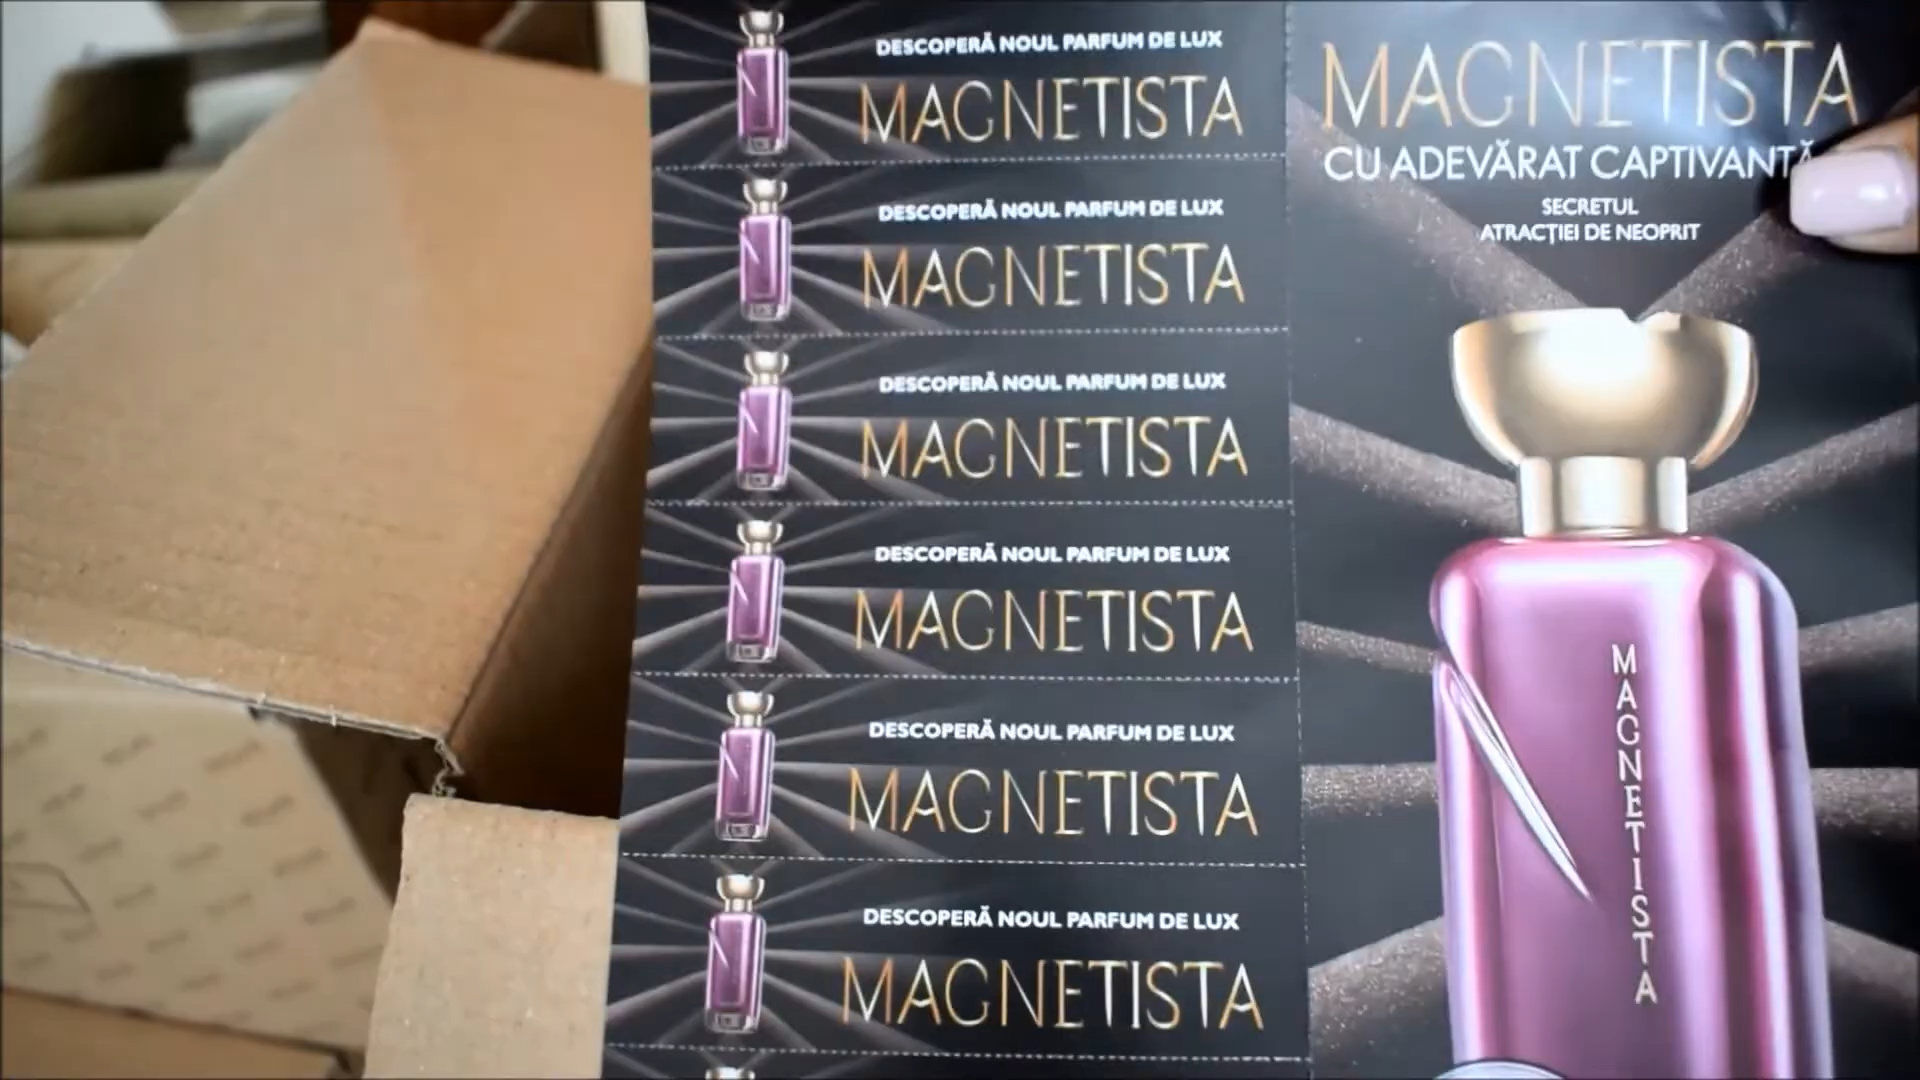 DESCOPERĂ NOUL PARFUM DE LUX
MAGNETISTA
DESCOPERĂ NOUL PARFUM DE LUX
MAGNETISTA
DESCOPERĂ NOUL PARFUM DE LUX
MAGNETISTA
DESCOPERĂ NOUL PARFUM DE LUX
MAGNETISTA
DESCOPERĂ NOUL PARFUM DE LUX
MAGNETISTA
DESCOPERĂ NOUL PARFUM DE LUX
MAGNETISTA
MAGNETISTA
CU ADEVĂRAT CAPTIVANTĂ
SECRETUL
ATRACȚIEI DE NEOPRIT
MAGNETISTA